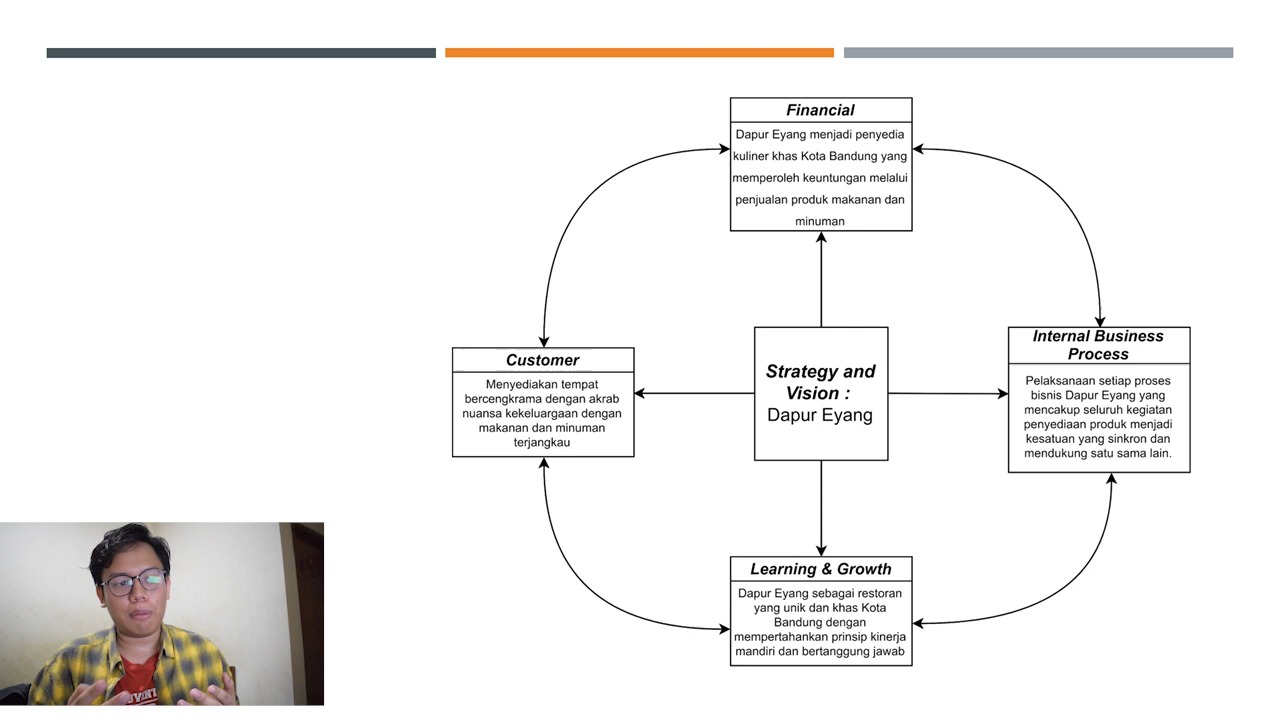 Financial
Dapur Eyang menjadi penyedia
kuliner khas Kota Bandung yang
memperoleh keuntungan melalui
penjualan produk makanan dan
minuman
Customer
Menyediakan tempat
bercengkrama dengan akrab
nuansa kekeluargaan dengan
makanan dan minuman
terjangkau
Strategy and
Vision :
Dapur Eyang
Internal Business
Process
Pelaksanaan setiap proses
bisnis Dapur Eyang yang
mencakup seluruh kegiatan
penyediaan produk menjadi
kesatuan yang sinkron dan
mendukung satu sama lain.
Learning & Growth
Dapur Eyang sebagai restoran
yang unik dan khas Kota
Bandung dengan
mempertahankan prinsip kinerja
mandiri dan bertanggung jawab